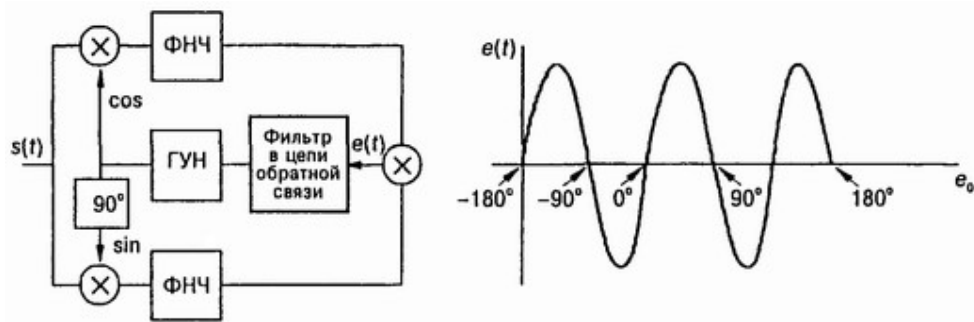 ФНЧ
cos
s(t)
ГУН
Фильтр
в цепи
обратной
связи
e(t)
90°
sin
ФНЧ
e(t)
-180°
-90°
0°
90°
180°
e₀